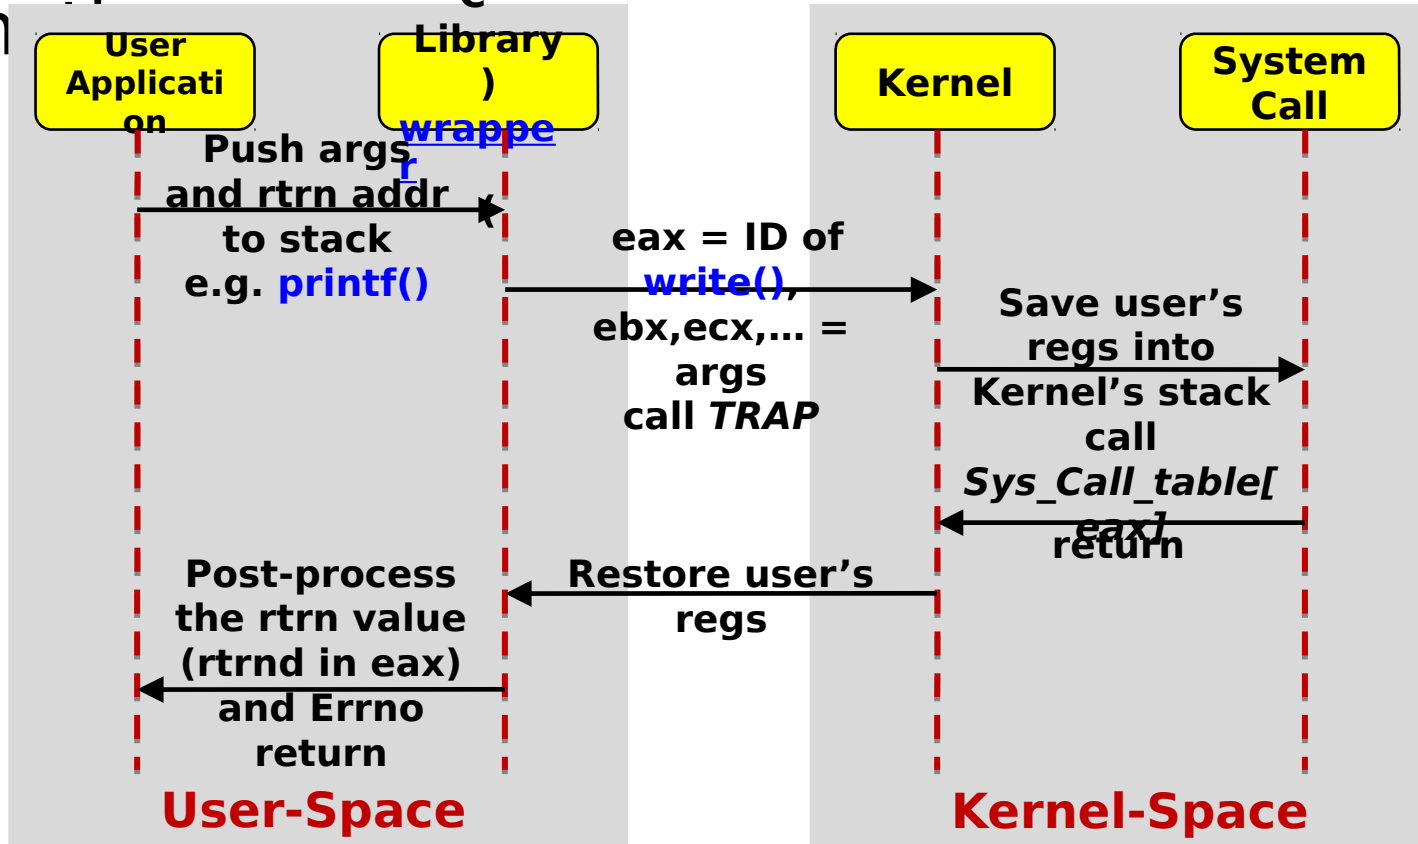 User
Applicati
on
C
Library
)
wrappe
r
(
Kernel
System
Call
Push args
and rtrn addr
to stack
e.g. printf()
eax = ID of
write(),
ebx,ecx,... =
args
call TRAP
Save user’s
regs into
Kernel’s stack
call
Sys_Call_table[
eax]
return
Restore user’s
regs
Post-process
the rtrn value
(rtrnd in eax)
and Errno
return
User-Space
Kernel-Space